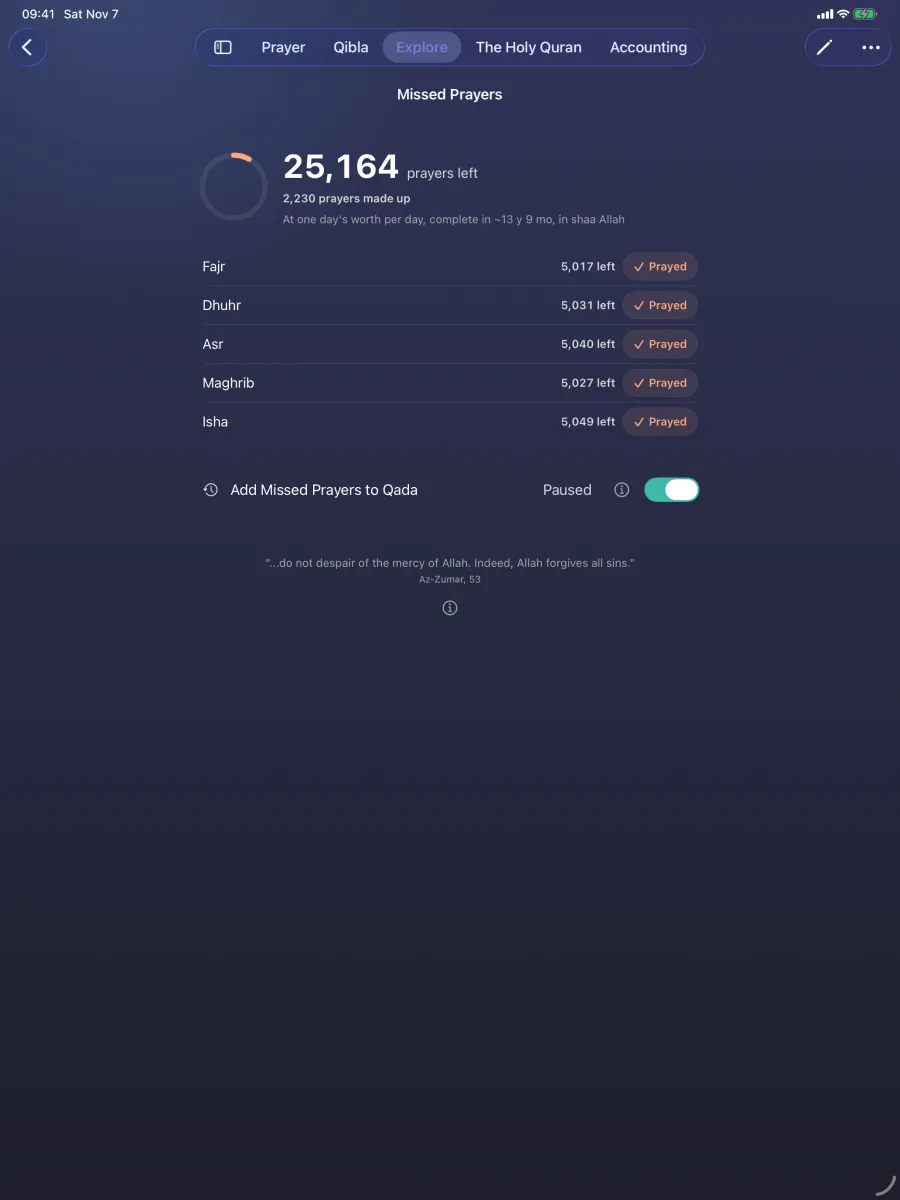 09:41 Sat Nov 7
Prayer Qibla Explore The Holy Quran Accounting
Missed Prayers
25,164 prayers left
2,230 prayers made up
At one day's worth per day, complete in ~13 y 9 mo, in shaa Allah
Fajr 5,017 left ✓ Prayed
Dhuhr 5,031 left ✓ Prayed
Asr 5,040 left ✓ Prayed
Maghrib 5,027 left ✓ Prayed
Isha 5,049 left ✓ Prayed
Add Missed Prayers to Qada Paused
"...do not despair of the mercy of Allah. Indeed, Allah forgives all sins."
Az-Zumar, 53